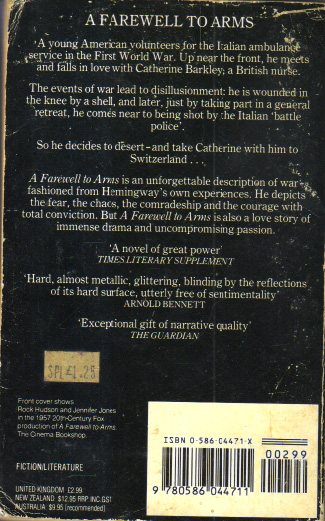 A FAREWELL TO ARMS
'A young American volunteers for the Italian ambulance
service in the First World War. Up near the front, he meets
and falls in love with Catherine Barkley; a British nurse.
The events of war lead to disillusionment: he is wounded in
the knee by a shell, and later, just by taking part in a general
retreat, he comes near to being shot by the Italian 'battle
police'.
So he decides to desert – and take Catherine with him to
Switzerland . . .
A Farewell to Arms is an unforgettable description of war
fashioned from Hemingway's own experiences. He depicts
the fear, the chaos, the comradeship and the courage with
total conviction. But A Farewell to Arms is also a love story of
immense drama and uncompromising passion.
'A novel of great power'
TIMES LITERARY SUPPLEMENT
'Hard, almost metallic, glittering, blinding by the reflections
of its hard surface, utterly free of sentimentality'
ARNOLD BENNETT
'Exceptional gift of narrative quality'
THE GUARDIAN
SPL£1.25
Front cover shows
Rock Hudson and Jennifer Jones
in the 1957 20th-Century Fox
production of A Farewell to Arms.
The Cinema Bookshop.
FICTION/LITERATURE
UNITED KINGDOM £2.99
NEW ZEALAND $12.95 RRP INC.GST
AUSTRALIA $9.95 (recommended)
ISBN 0-586-04471-X
00299
9 780586 044711